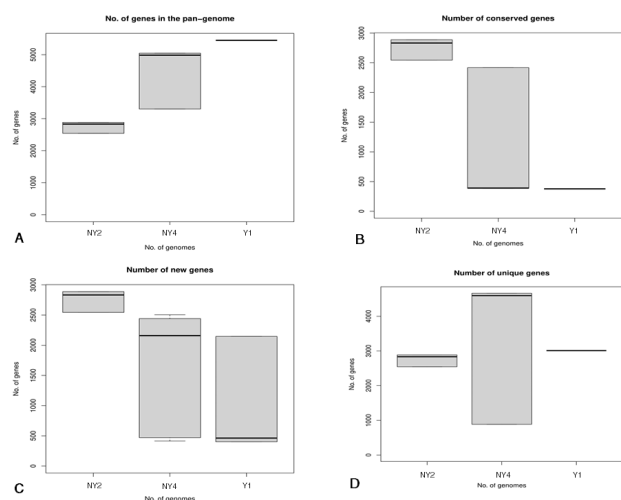 No. of genes in the pan-genome
No. of genes
5000
4000
3000
2000
1000
0
NY2 NY4 Y1
No. of genomes
A
Number of conserved genes
No. of genes
3000
2500
2000
1500
1000
500
0
NY2 NY4 Y1
No. of genomes
B
Number of new genes
No. of genes
3000
2500
2000
1500
1000
500
0
NY2 NY4 Y1
No. of genomes
C
Number of unique genes
No. of genes
4000
3000
2000
1000
0
NY2 NY4 Y1
No. of genomes
D